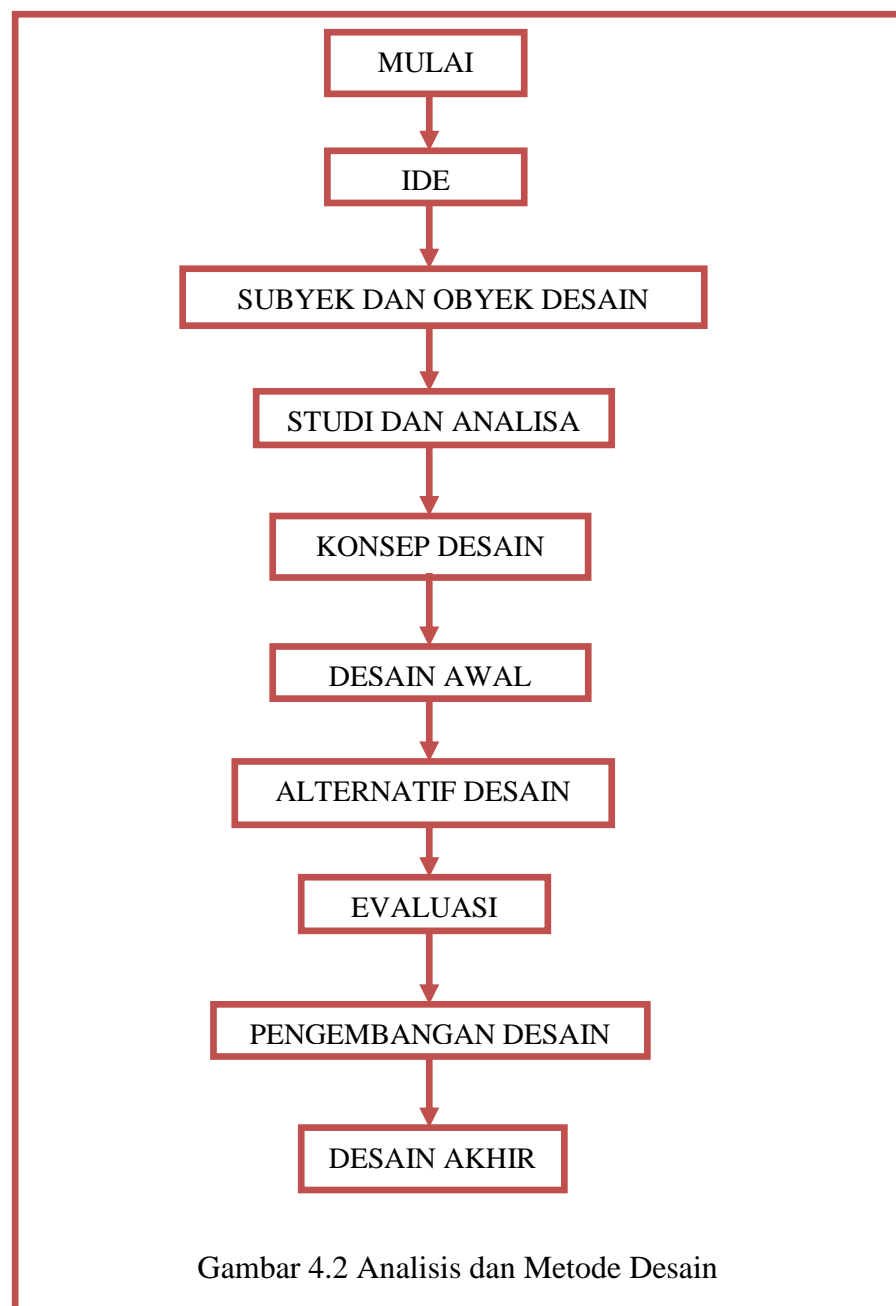 MULAI
IDE
SUBYEK DAN OBYEK DESAIN
STUDI DAN ANALISA
KONSEP DESAIN
DESAIN AWAL
ALTERNATIF DESAIN
EVALUASI
PENGEMBANGAN DESAIN
DESAIN AKHIR
Gambar 4.2 Analisis dan Metode Desain